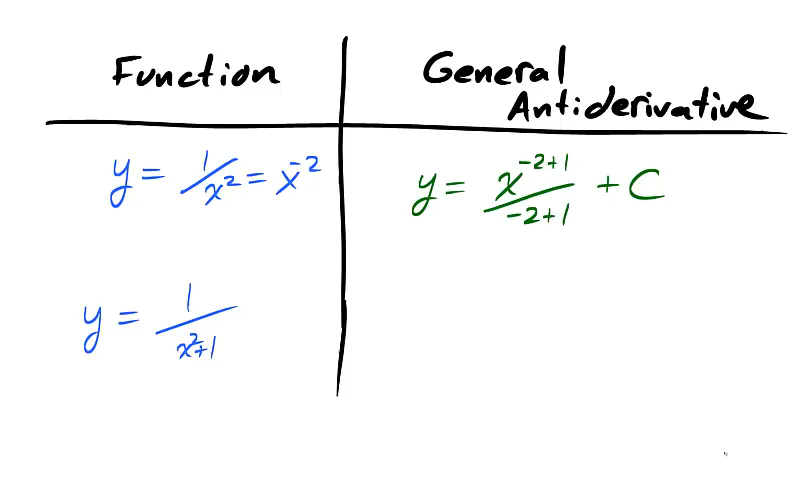 Function
General
Antiderivative
y = 1/x² = x⁻²
y = x⁻²⁺¹/-2+1 + C
y = 1/x²+1